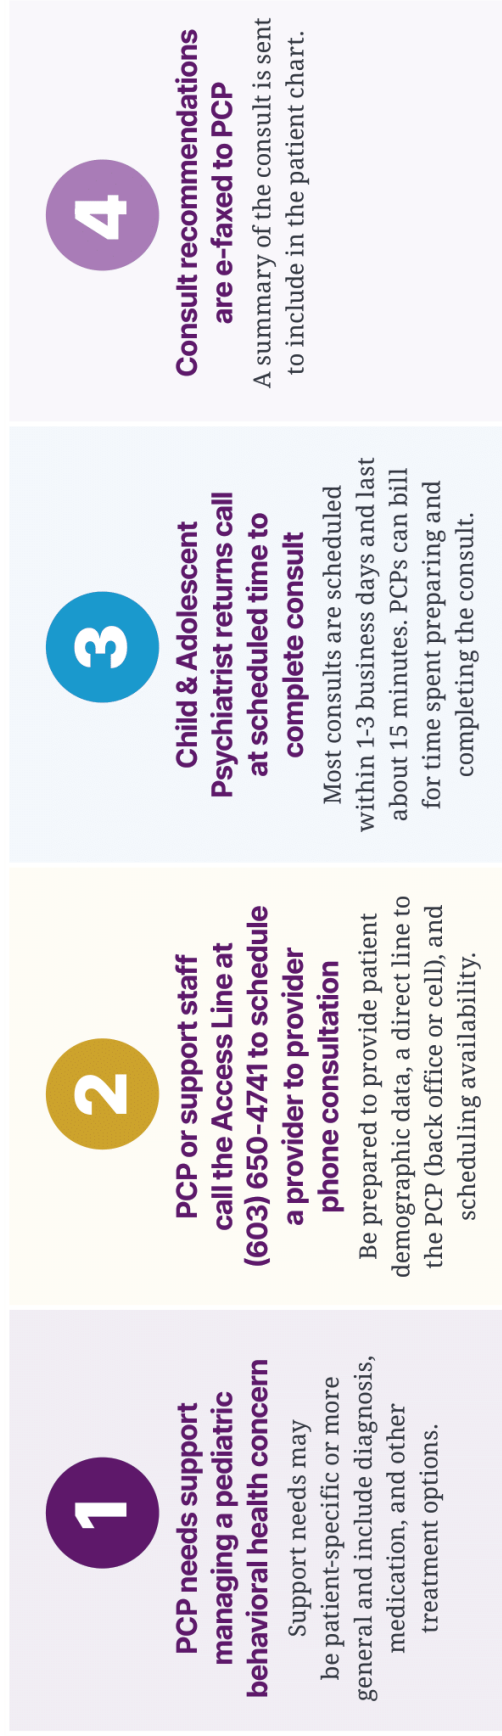 1
PCP needs support
managing a pediatric
behavioral health concern
Support needs may
be patient-specific or more
general and include diagnosis,
medication, and other
treatment options.
2
PCP or support staff
call the Access Line at
(603) 650-4741 to schedule
a provider to provider
phone consultation
Be prepared to provide patient
demographic data, a direct line to
the PCP (back office or cell), and
scheduling availability.
3
Child & Adolescent
Psychiatrist returns call
at scheduled time to
complete consult
Most consults are scheduled
within 1-3 business days and last
about 15 minutes. PCPs can bill
for time spent preparing and
completing the consult.
4
Consult recommendations
are e-faxed to PCP
A summary of the consult is sent
to include in the patient chart.